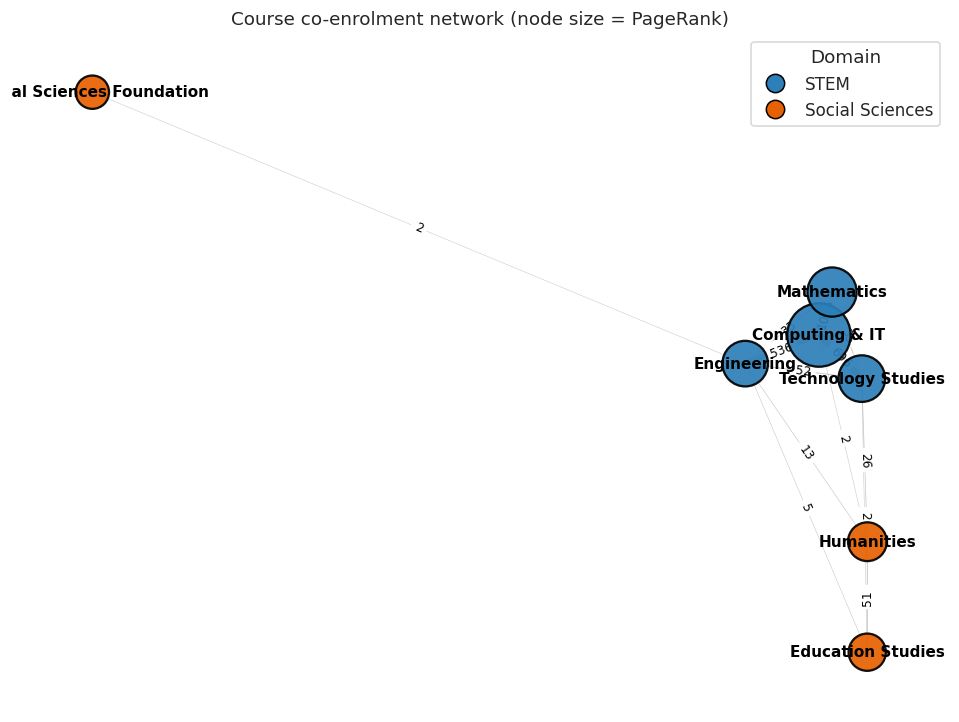 Course co-enrolment network (node size = PageRank)
Domain
STEM
Social Sciences
al Sciences Foundation
2
Mathematics
Computing & IT
536
Engineering
52
Technology Studies
2
13
26
5
2
Humanities
51
Education Studies